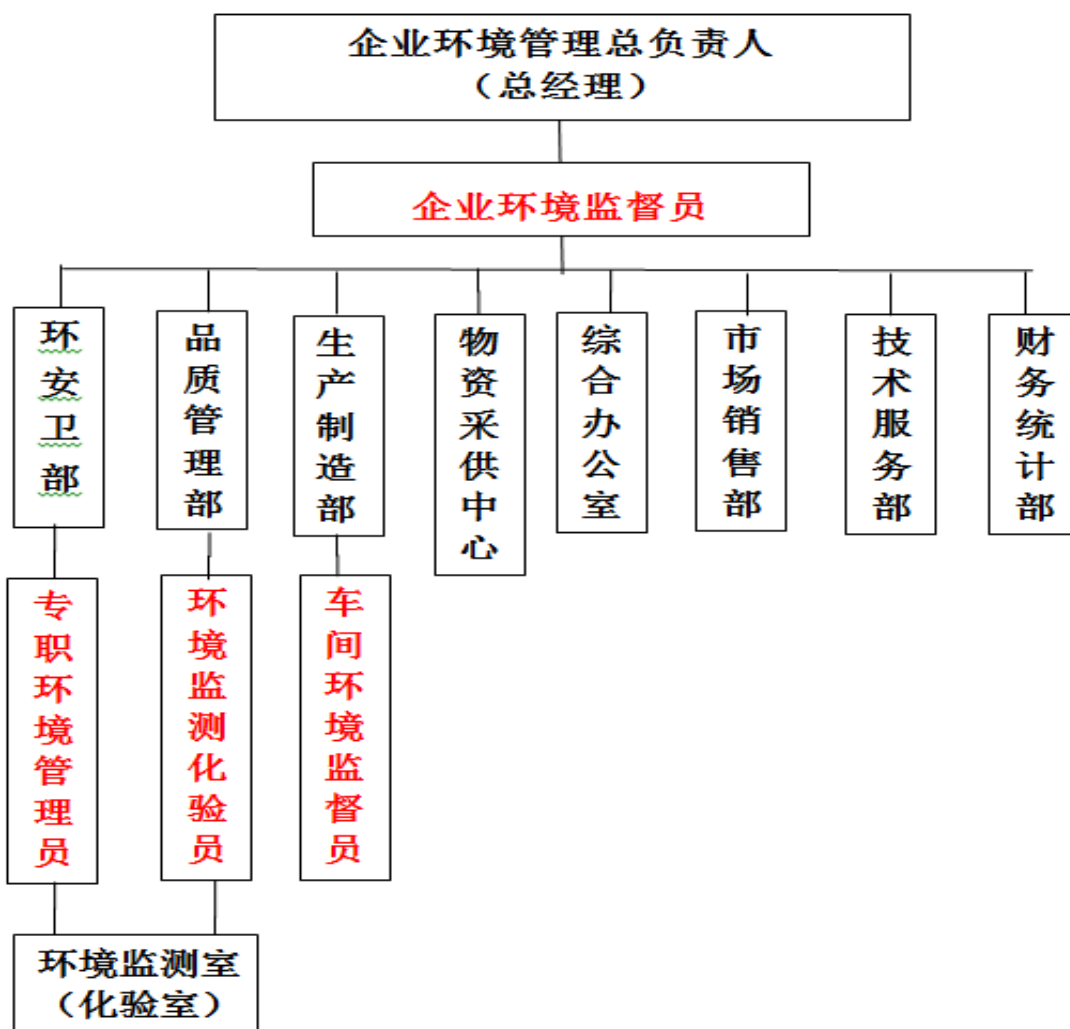 企业环境管理总负责人
（总经理）
企业环境监督员
环安卫部
品质管理部
生产制造部
物资采供中心
综合办公室
市场销售部
技术服务部
财务统计部
专职环境管理员
环境监测化验员
车间环境监督员
环境监测室
（化验室）